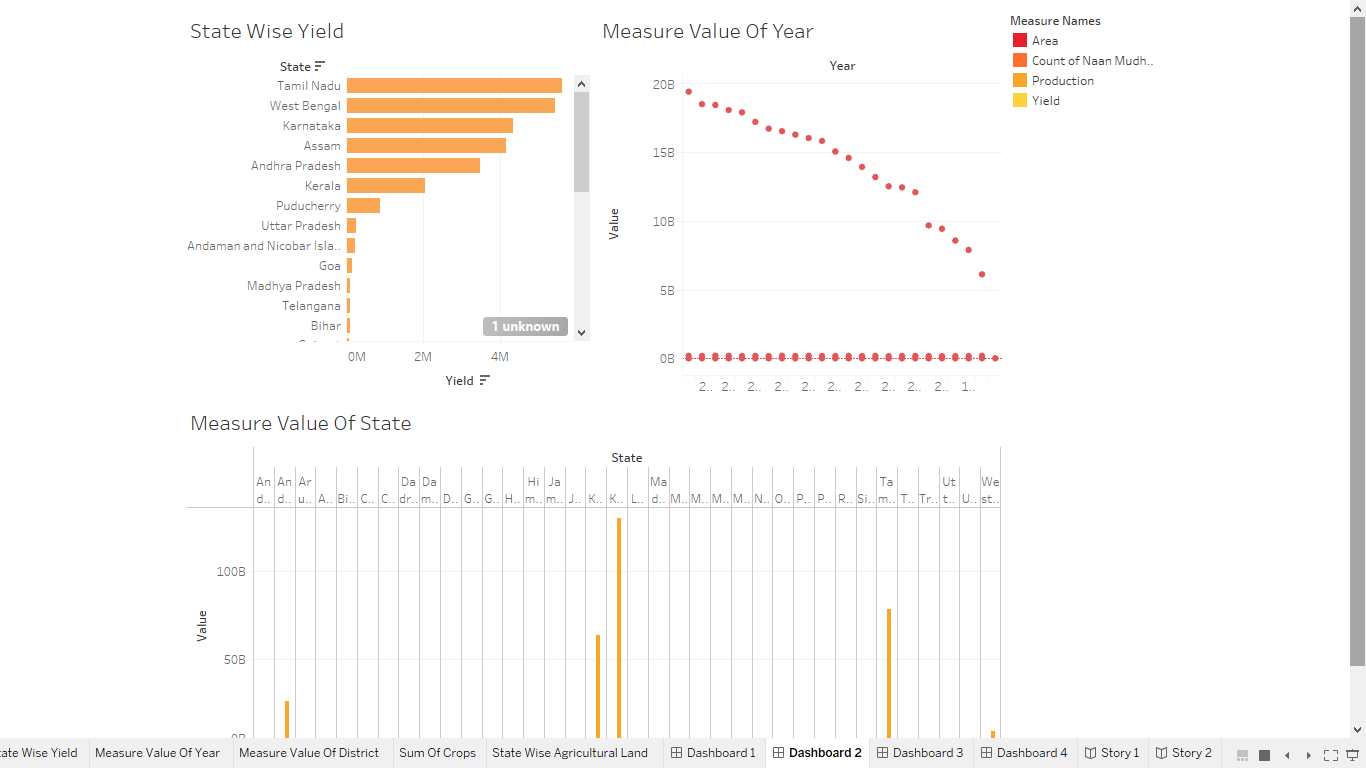 State Wise Yield
State
Tamil Nadu
West Bengal
Karnataka
Assam
Andhra Pradesh
Kerala
Puducherry
Uttar Pradesh
Andaman and Nicobar Isla..
Goa
Madhya Pradesh
Telangana
Bihar
1 unknown
0M 2M 4M
Yield
Measure Value Of Year
Year
20B
15B
10B
5B
0B
Value
2.. 2.. 2.. 2.. 2.. 2.. 2.. 2.. 2.. 2.. 1..
Measure Names
Area
Count of Naan Mudh..
Production
Yield
Measure Value Of State
State
An An Ar Da Da Hi Ja Ma Ta Ut We
d.. d.. u.. A.. Bi.. C.. C.. dr.. m.. D.. G.. G.. H.. m.. m.. J.. K.. K.. L.. d.. M.. M.. M.. M.. N.. O.. P.. P.. R.. Si.. m.. T.. Tr.. t.. U.. st..
100B
50B
0B
Value
ate Wise Yield Measure Value Of Year Measure Value Of District Sum Of Crops State Wise Agricultural Land Dashboard 1 Dashboard 2 Dashboard 3 Dashboard 4 Story 1 Story 2